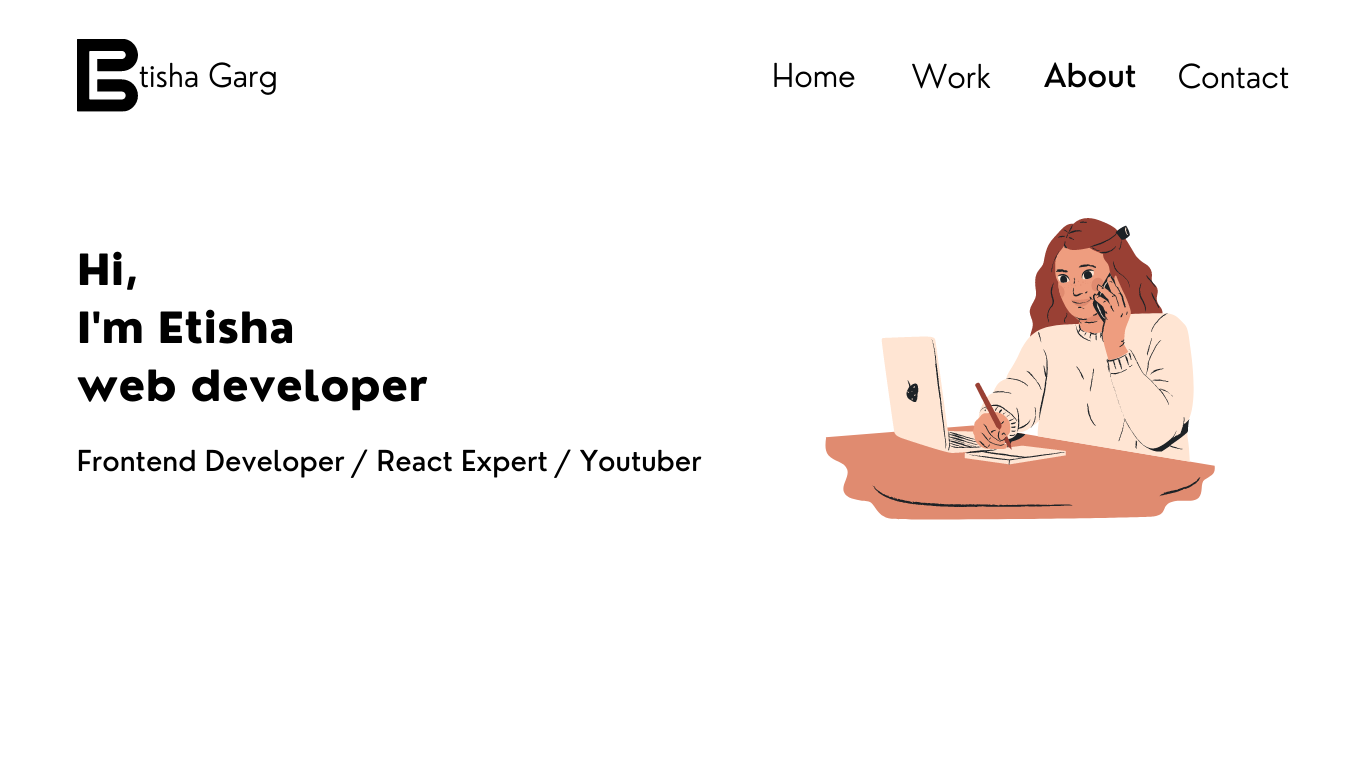 Etisha Garg
Home Work About Contact
Hi,
I'm Etisha
web developer
Frontend Developer / React Expert / Youtuber